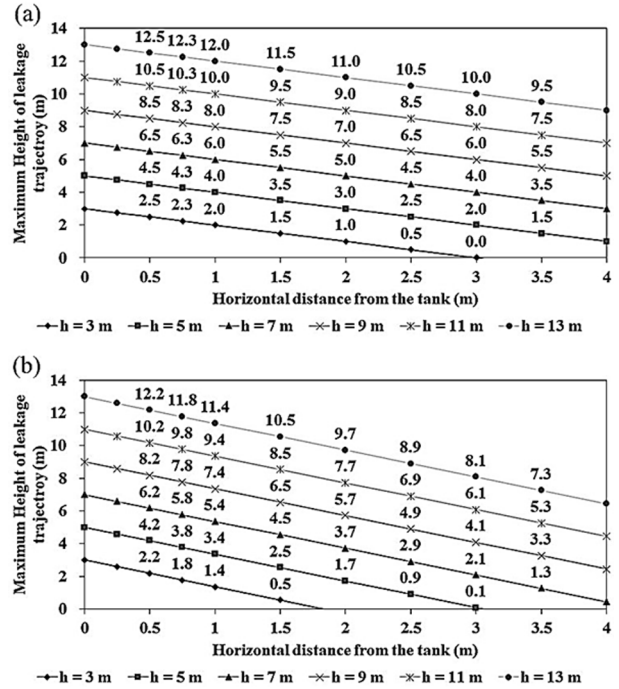 (a)
Maximum Height of leakage
trajectroy (m)
14
12
10
8
6
4
2
0
12.5 12.3 12.0 11.5 11.0 10.5 10.0 9.5
10.5 10.3 10.0 9.5 9.0 8.5 8.0 7.5
8.5 8.3 8.0 7.5 7.0 6.5 6.0 5.5
6.5 6.3 6.0 5.5 5.0 4.5 4.0 3.5
4.5 4.3 4.0 3.5 3.0 2.5 2.0 1.5
2.5 2.3 2.0 1.5 1.0 0.5 0.0
0 0.5 1 1.5 2 2.5 3 3.5 4
Horizontal distance from the tank (m)
h = 3 m h = 5 m h = 7 m h = 9 m h = 11 m h = 13 m
(b)
Maximum Height of leakage
trajectroy (m)
14
12
10
8
6
4
2
0
12.2 11.8 11.4 10.5 9.7 8.9 8.1 7.3
10.2 9.8 9.4 8.5 7.7 6.9 6.1 5.3
8.2 7.8 7.4 6.5 5.7 4.9 4.1 3.3
6.2 5.8 5.4 4.5 3.7 2.9 2.1 1.3
4.2 3.8 3.4 2.5 1.7 0.9 0.1
2.2 1.8 1.4 0.5
0 0.5 1 1.5 2 2.5 3 3.5 4
Horizontal distance from the tank (m)
h = 3 m h = 5 m h = 7 m h = 9 m h = 11 m h = 13 m